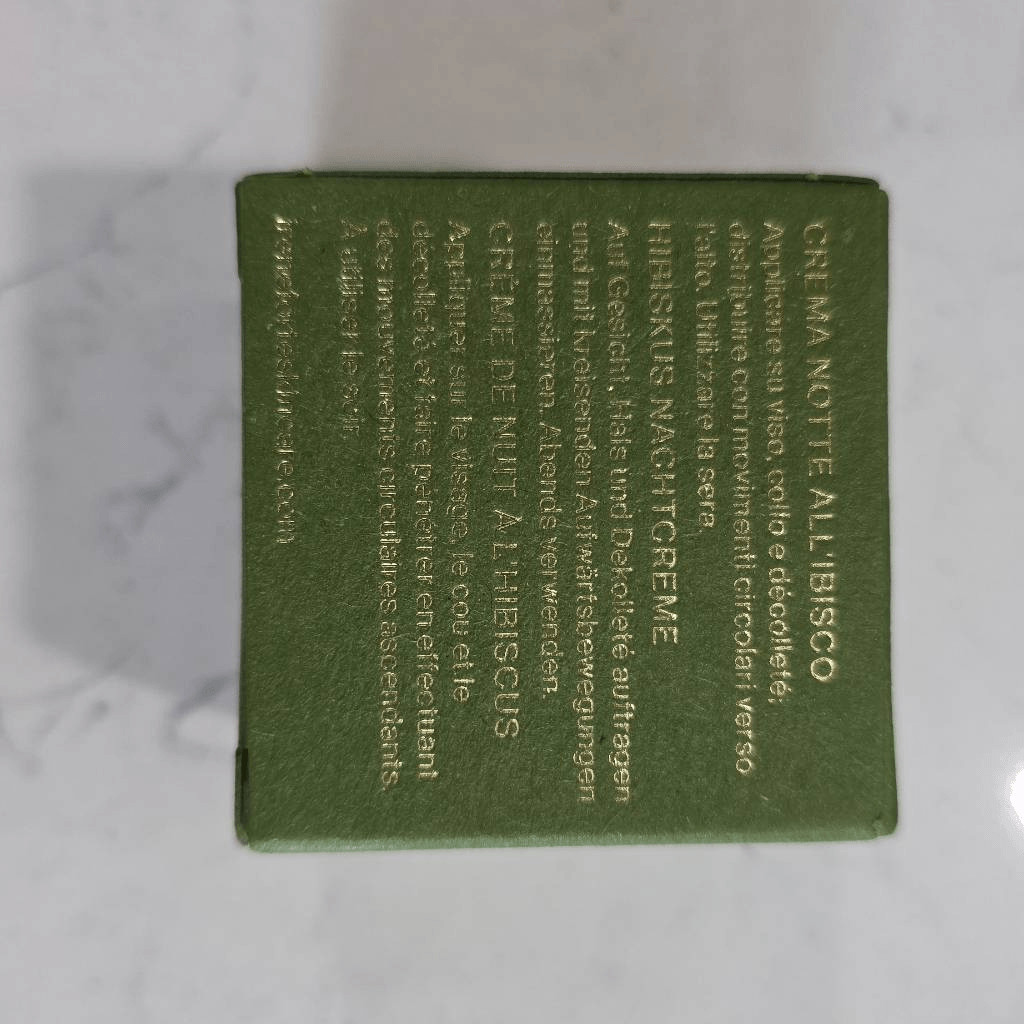 CREMA NOTTE ALL'IBISCO
Applicare su viso, collo e décolleté;
distribuire con movimenti circolari verso
l'alto. Utilizzare la sera.
HIBISKUS NACHTCREME
Auf Gesicht, Hals und Dekolleté auftragen
und mit kreisenden Aufwärtsbewegungen
einmassieren. Abends verwenden.
CRÈME DE NUIT À L'HIBISCUS
Appliquer sur le visage, le cou et le
décolleté et faire pénétrer en effectuant
des mouvements circulaires ascendants.
À utiliser le soir.